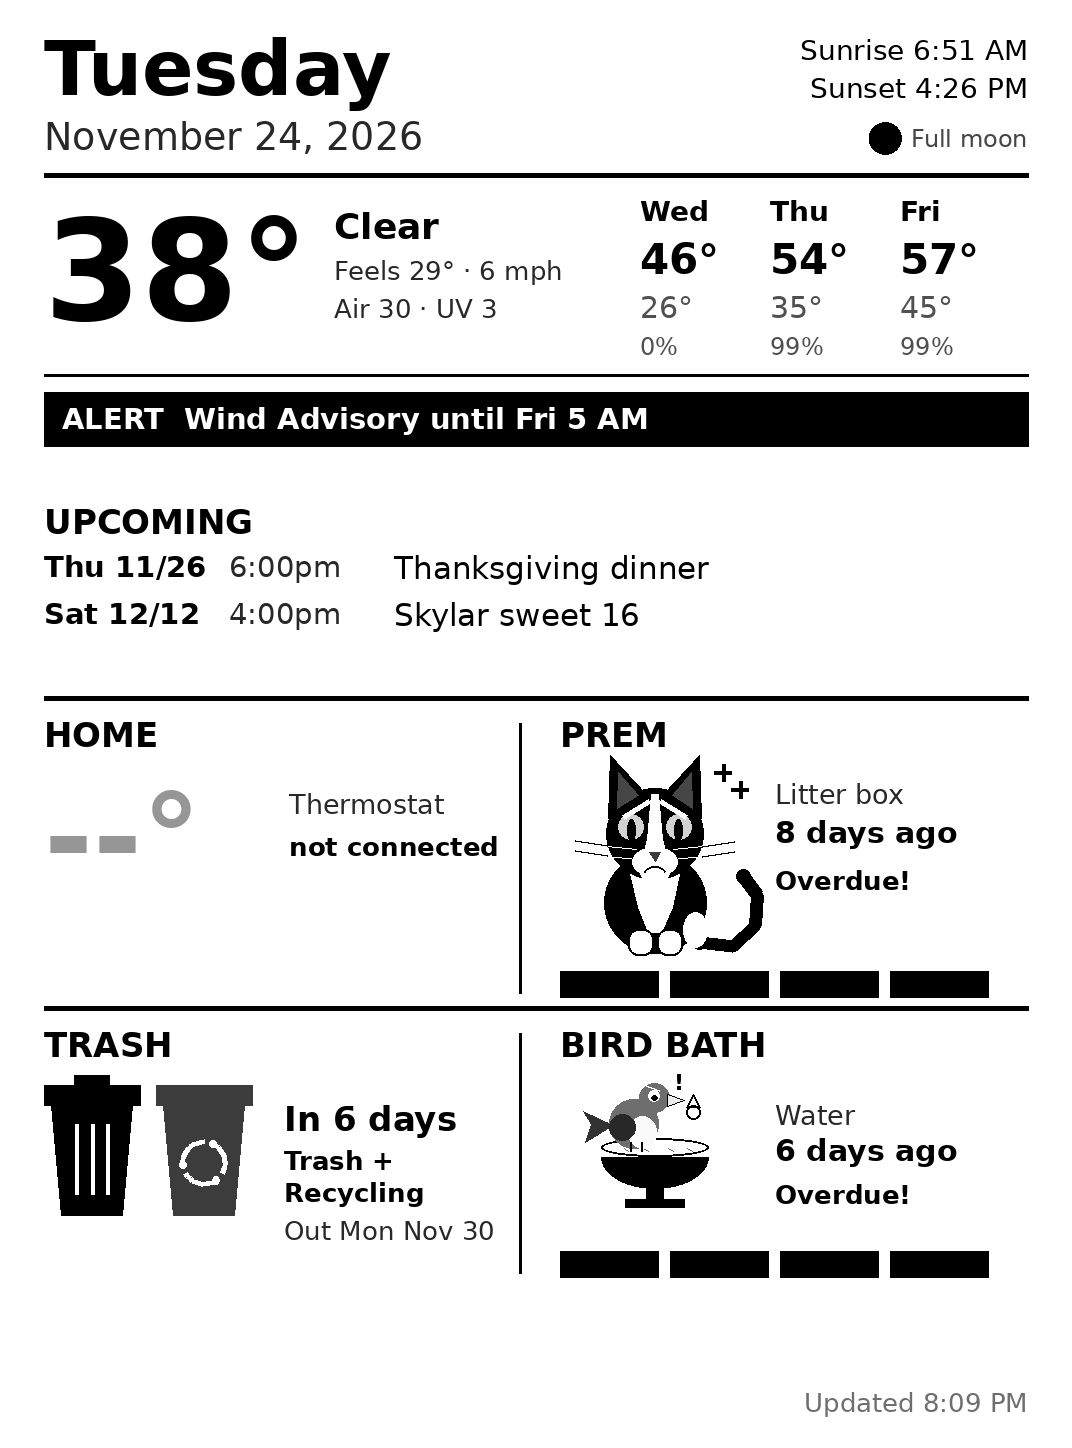 Tuesday
November 24, 2026
Sunrise 6:51 AM
Sunset 4:26 PM
Full moon
38°
Clear
Feels 29° · 6 mph
Air 30 · UV 3
Wed Thu Fri
46° 54° 57°
26° 35° 45°
0% 99% 99%
ALERT Wind Advisory until Fri 5 AM
UPCOMING
Thu 11/26 6:00pm Thanksgiving dinner
Sat 12/12 4:00pm Skylar sweet 16
HOME
--°
Thermostat
not connected
PREM
Litter box
8 days ago
Overdue!
TRASH
In 6 days
Trash +
Recycling
Out Mon Nov 30
BIRD BATH
!
Water
6 days ago
Overdue!
Updated 8:09 PM